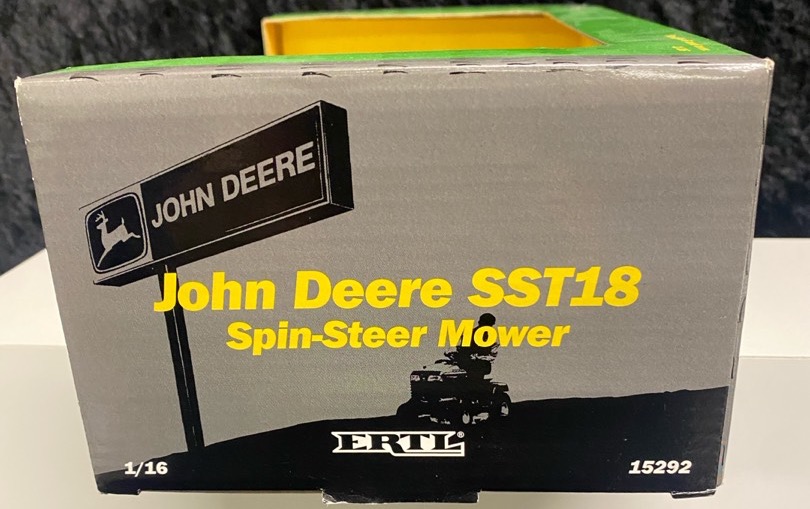 JOHN DEERE
John Deere SST18
Spin-Steer Mower
ERTL®
1/16
15292